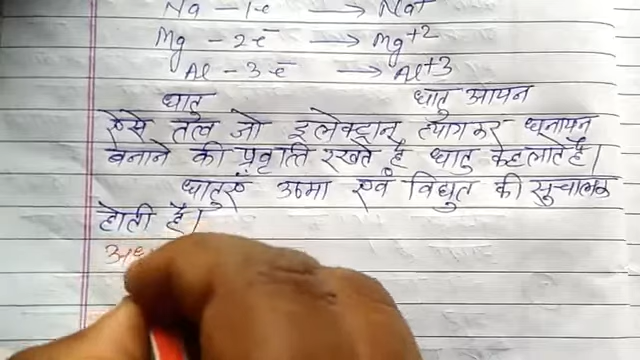 Na - 1e → Na⁺
Mg - 2e⁻ → Mg⁺²
Al - 3e⁻ → Al⁺³
धातु धातु आयन
ऐसे तत्व जो इलेक्ट्रान त्यागकर धनायन
बनाने की प्रवृत्ति रखते हैं धातु कहलाते हैं।
धातुएं उष्मा एवं विद्युत की सुचालक
होती है।